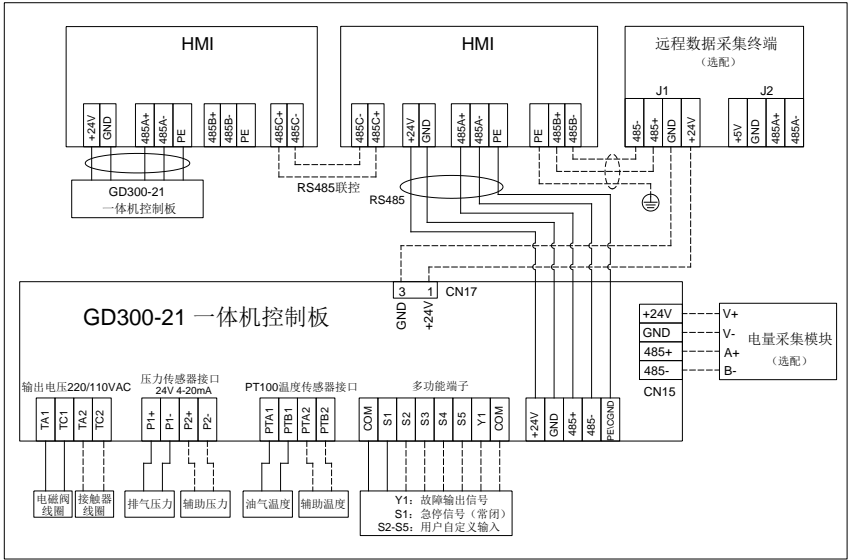 HMI
HMI
远程数据采集终端
（选配）
J1
J2
+24V
GND
485A+
485A-
PE
485B+
485B-
PE
485C+
485C-
485C-
485C+
+24V
GND
485A+
485A-
PE
PE
485B+
485B-
485-
485+
GND
+24V
+5V
GND
485A+
485A-
GD300-21
一体机控制板
RS485联控
RS485
3
1
CN17
GND
+24V
GD300-21 一体机控制板
+24V
GND
485+
485-
CN15
V+
V-
A+
B-
电量采集模块
（选配）
输出电压220/110VAC
压力传感器接口
24V 4-20mA
PT100温度传感器接口
多功能端子
TA1
TC1
TA2
TC2
P1+
P1-
P2+
P2-
PTA1
PTB1
PTA2
PTB2
COM
S1
S2
S3
S4
S5
Y1
COM
+24V
GND
485+
485-
PE\CGND
电磁阀
线圈
接触器
线圈
排气压力
辅助压力
油气温度
辅助温度
Y1：故障输出信号
S1：急停信号（常闭）
S2-S5：用户自定义输入